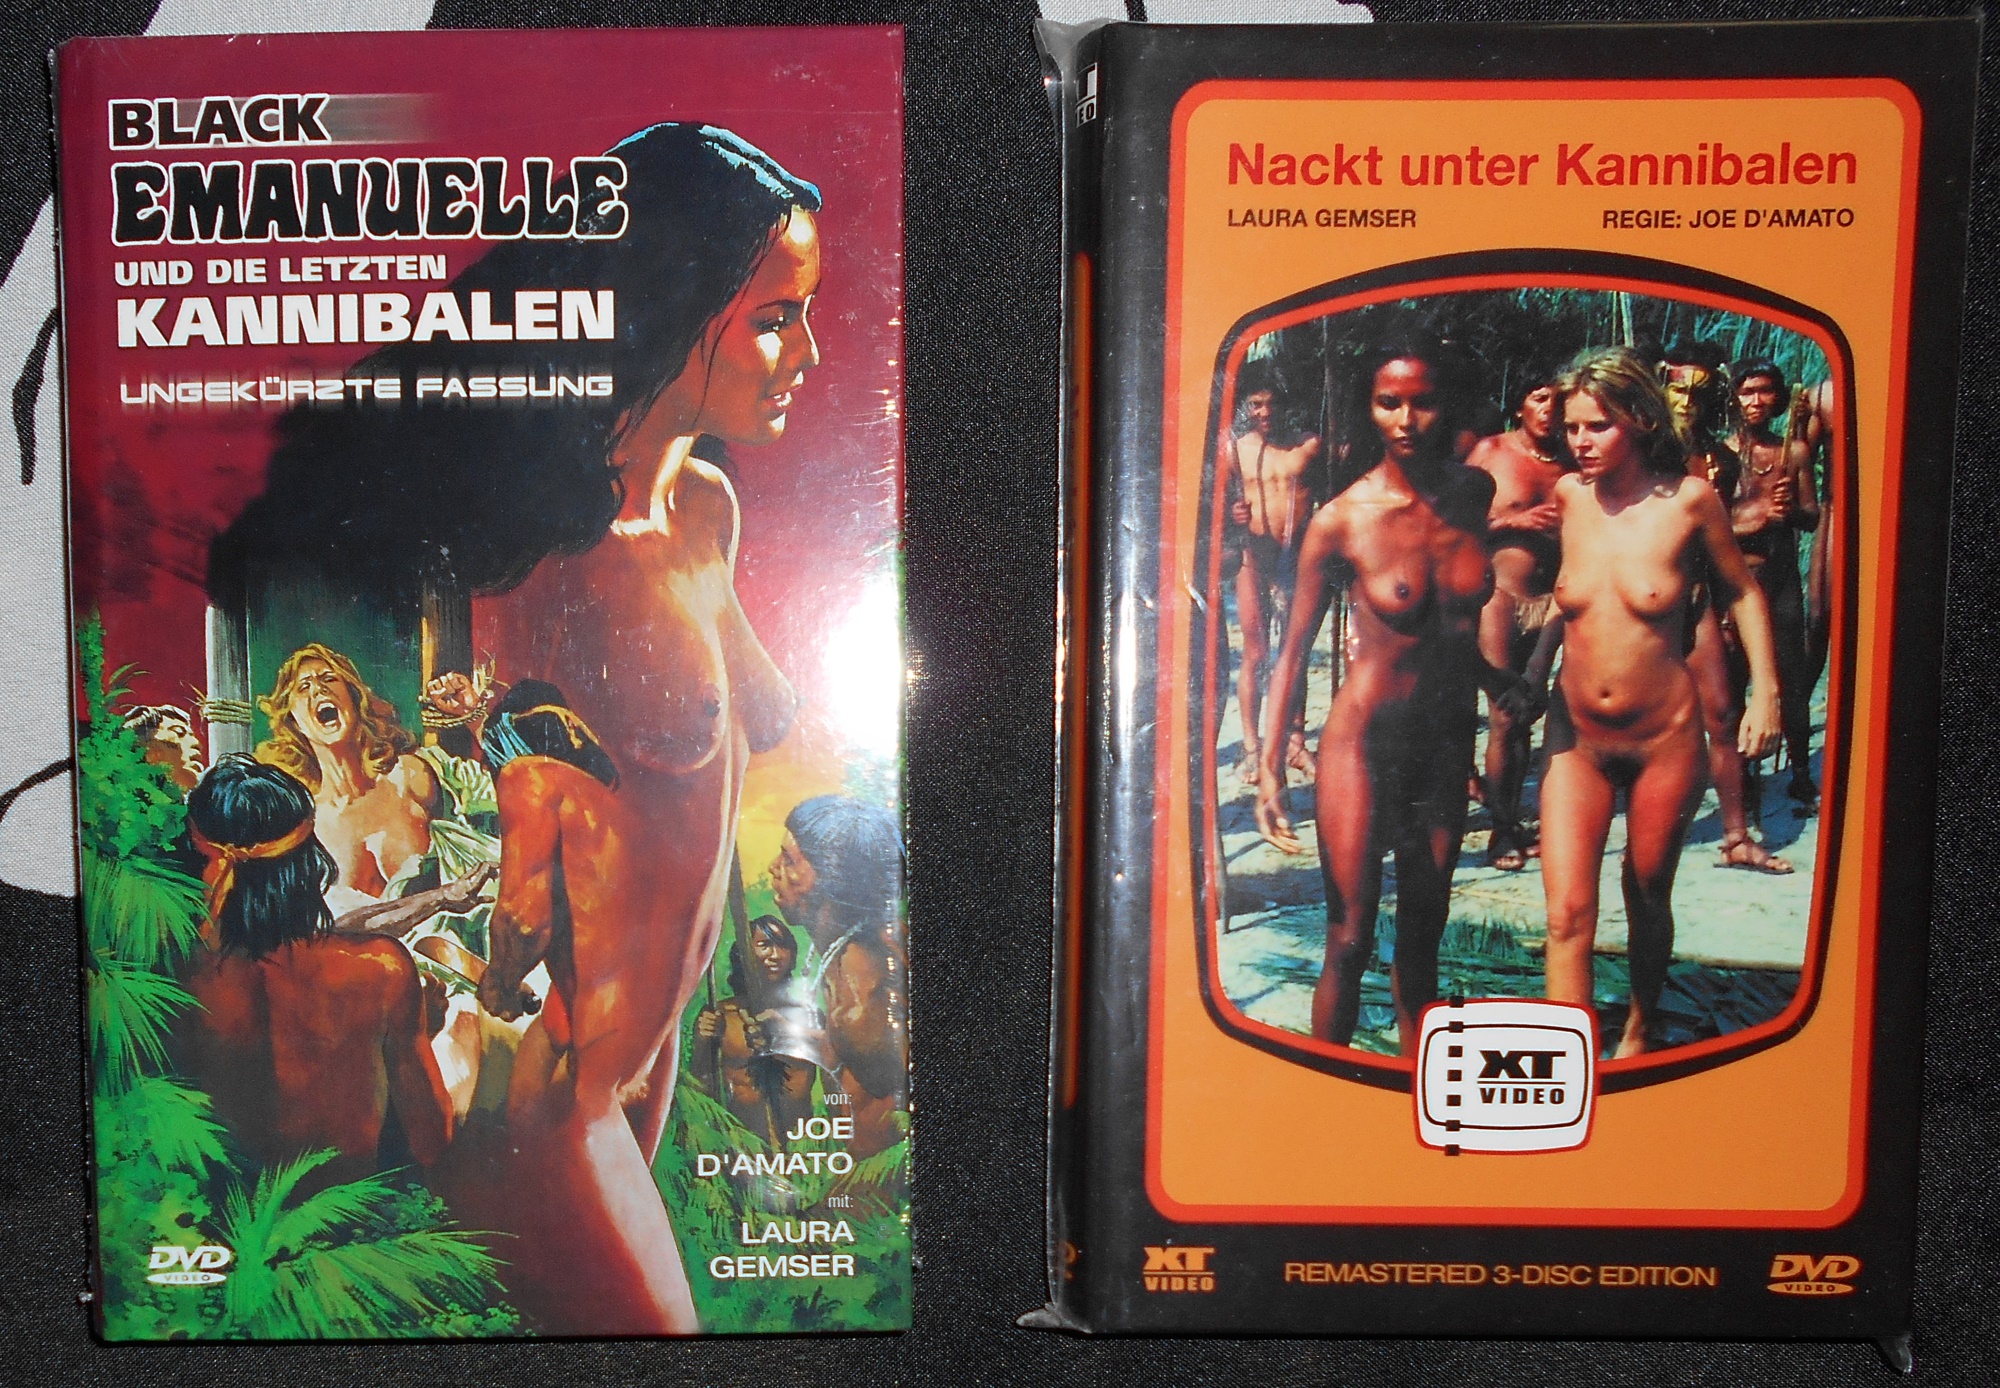 BLACK
EMANUELLE
UND DIE LETZTEN
KANNIBALEN
UNGEKÜRZTE FASSUNG
von:
JOE
D'AMATO
mit:
LAURA
GEMSER
DVD
VIDEO
Nackt unter Kannibalen
LAURA GEMSER REGIE: JOE D'AMATO
XT
VIDEO
XT
VIDEO
REMASTERED 3-DISC EDITION
DVD
VIDEO